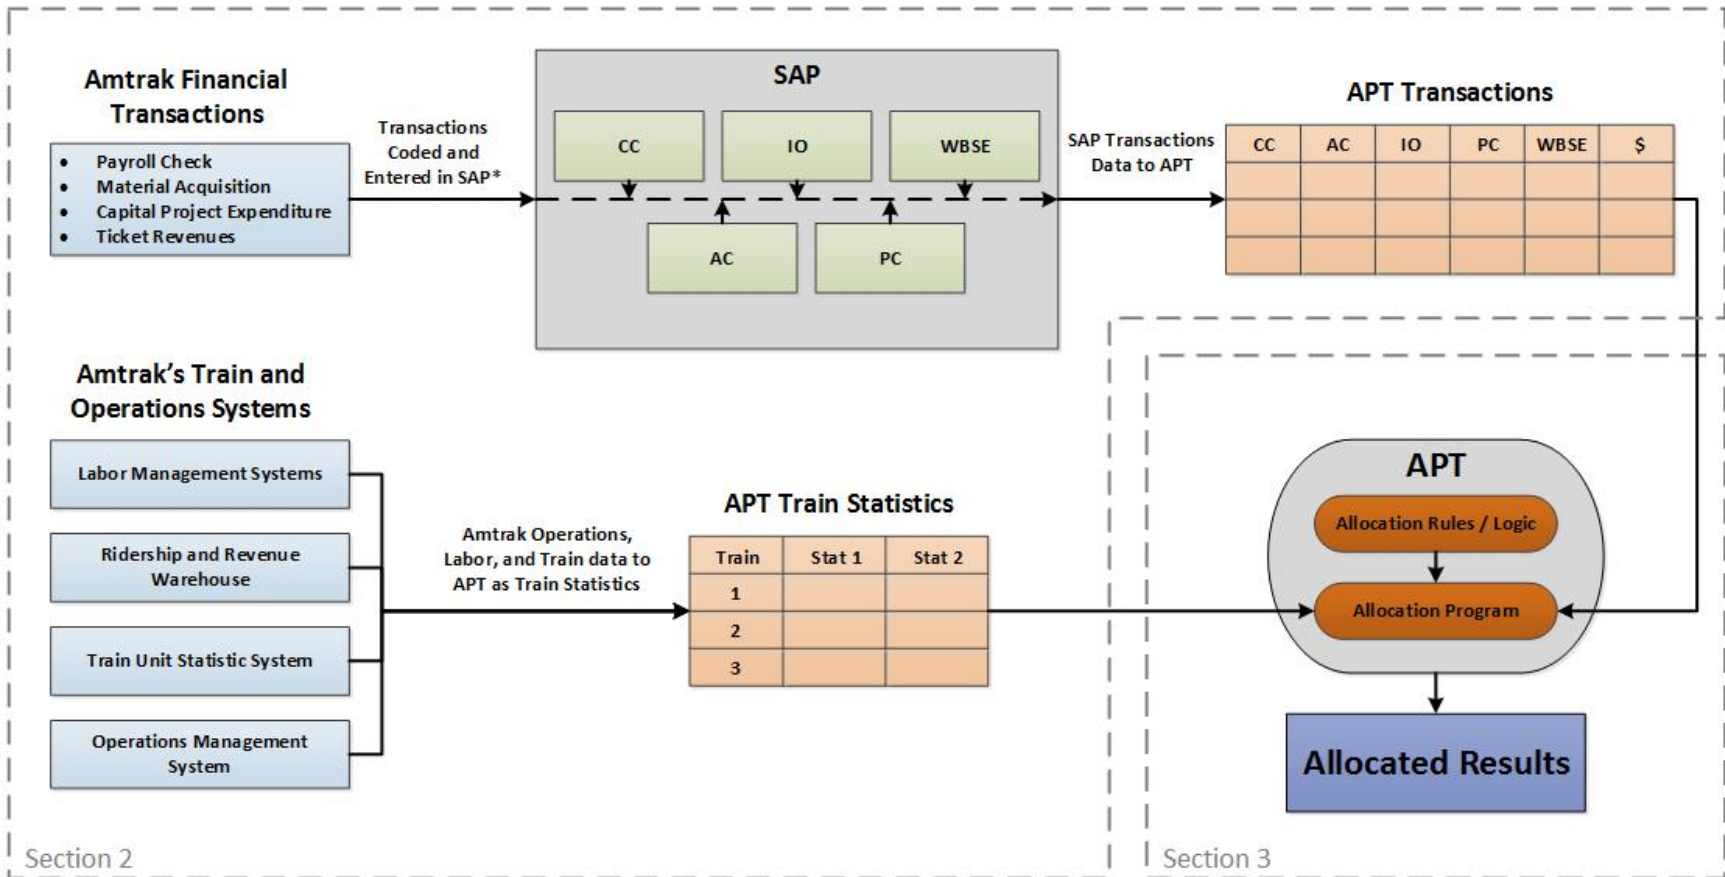 Amtrak Financial
Transactions
• Payroll Check
• Material Acquisition
• Capital Project Expenditure
• Ticket Revenues
Transactions
Coded and
Entered in SAP*
SAP
CC
IO
WBSE
AC
PC
SAP Transactions
Data to APT
APT Transactions
CC AC IO PC WBSE $
Amtrak's Train and
Operations Systems
Labor Management Systems
Ridership and Revenue
Warehouse
Train Unit Statistic System
Operations Management
System
Amtrak Operations,
Labor, and Train data to
APT as Train Statistics
APT Train Statistics
Train Stat 1 Stat 2
1
2
3
APT
Allocation Rules / Logic
Allocation Program
Allocated Results
Section 2
Section 3